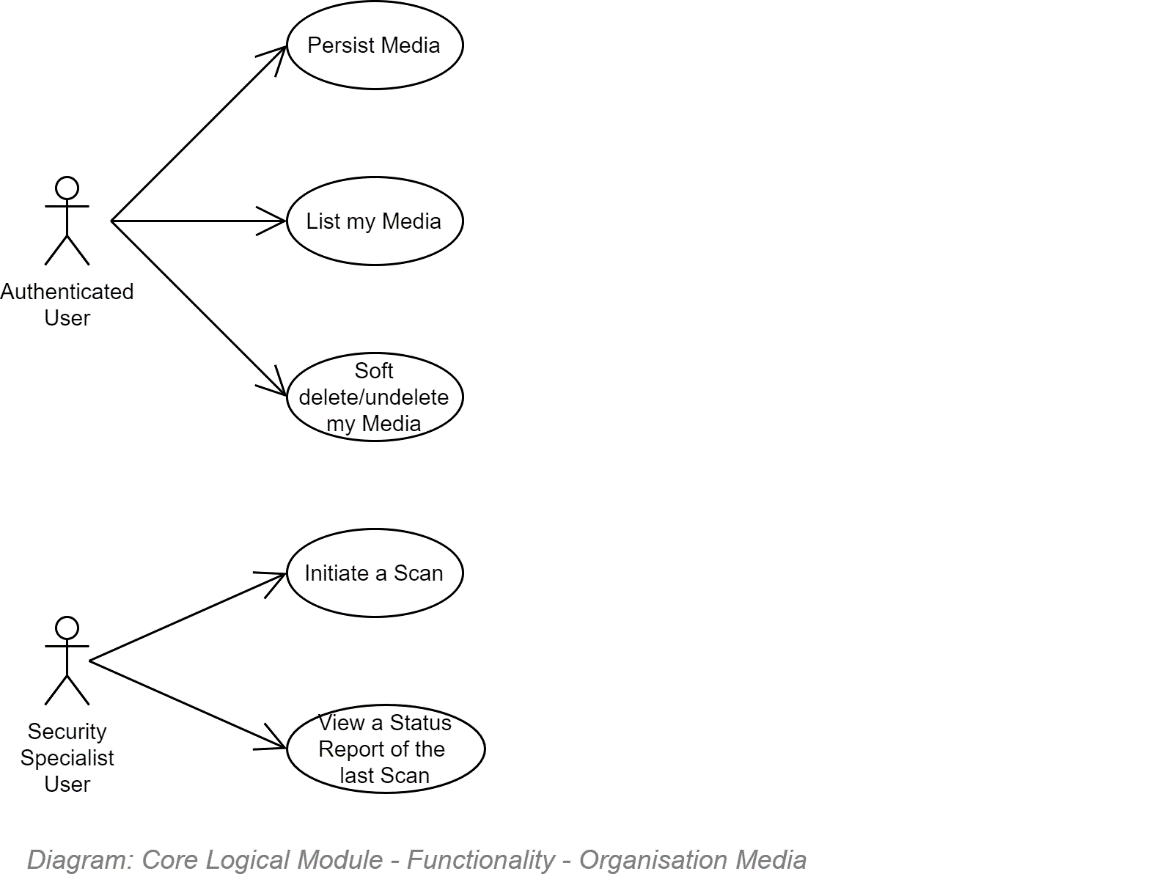 Persist Media
List my Media
Authenticated
User
Soft
delete/undelete
my Media
Initiate a Scan
Security
Specialist
User
View a Status
Report of the
last Scan
Diagram: Core Logical Module - Functionality - Organisation Media